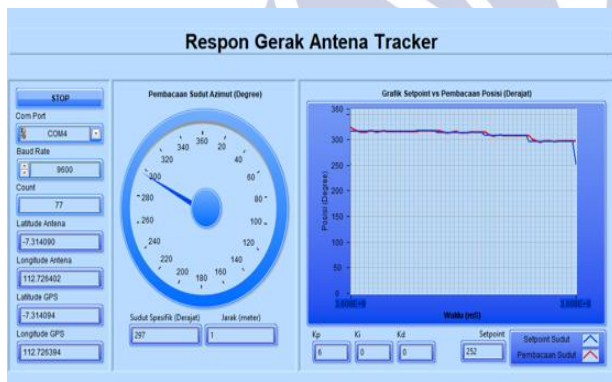 Respon Gerak Antena Tracker
STOP
Com Port
COM4
Baud Rate
9600
Count
77
Latitude Antena
-7.314090
Longitude Antena
112.726402
Latitude GPS
-7.314094
Longitude GPS
112.726394
Pembacaan Sudut Azimut (Degree)
360
20
40
60
80
100
120
140
160
180
200
220
240
260
280
300
320
340
Sudut Spesifik (Derajat)
297
Jarak (meter)
1
Grafik Setpoint vs Pembacaan Posisi (Derajat)
Posisi (Degree)
360
300
250
200
150
100
50
0
Waktu (mS)
Kp
6
Ki
0
Kd
0
Setpoint
252
Setpoint Sudut
Pembacaan Sudut